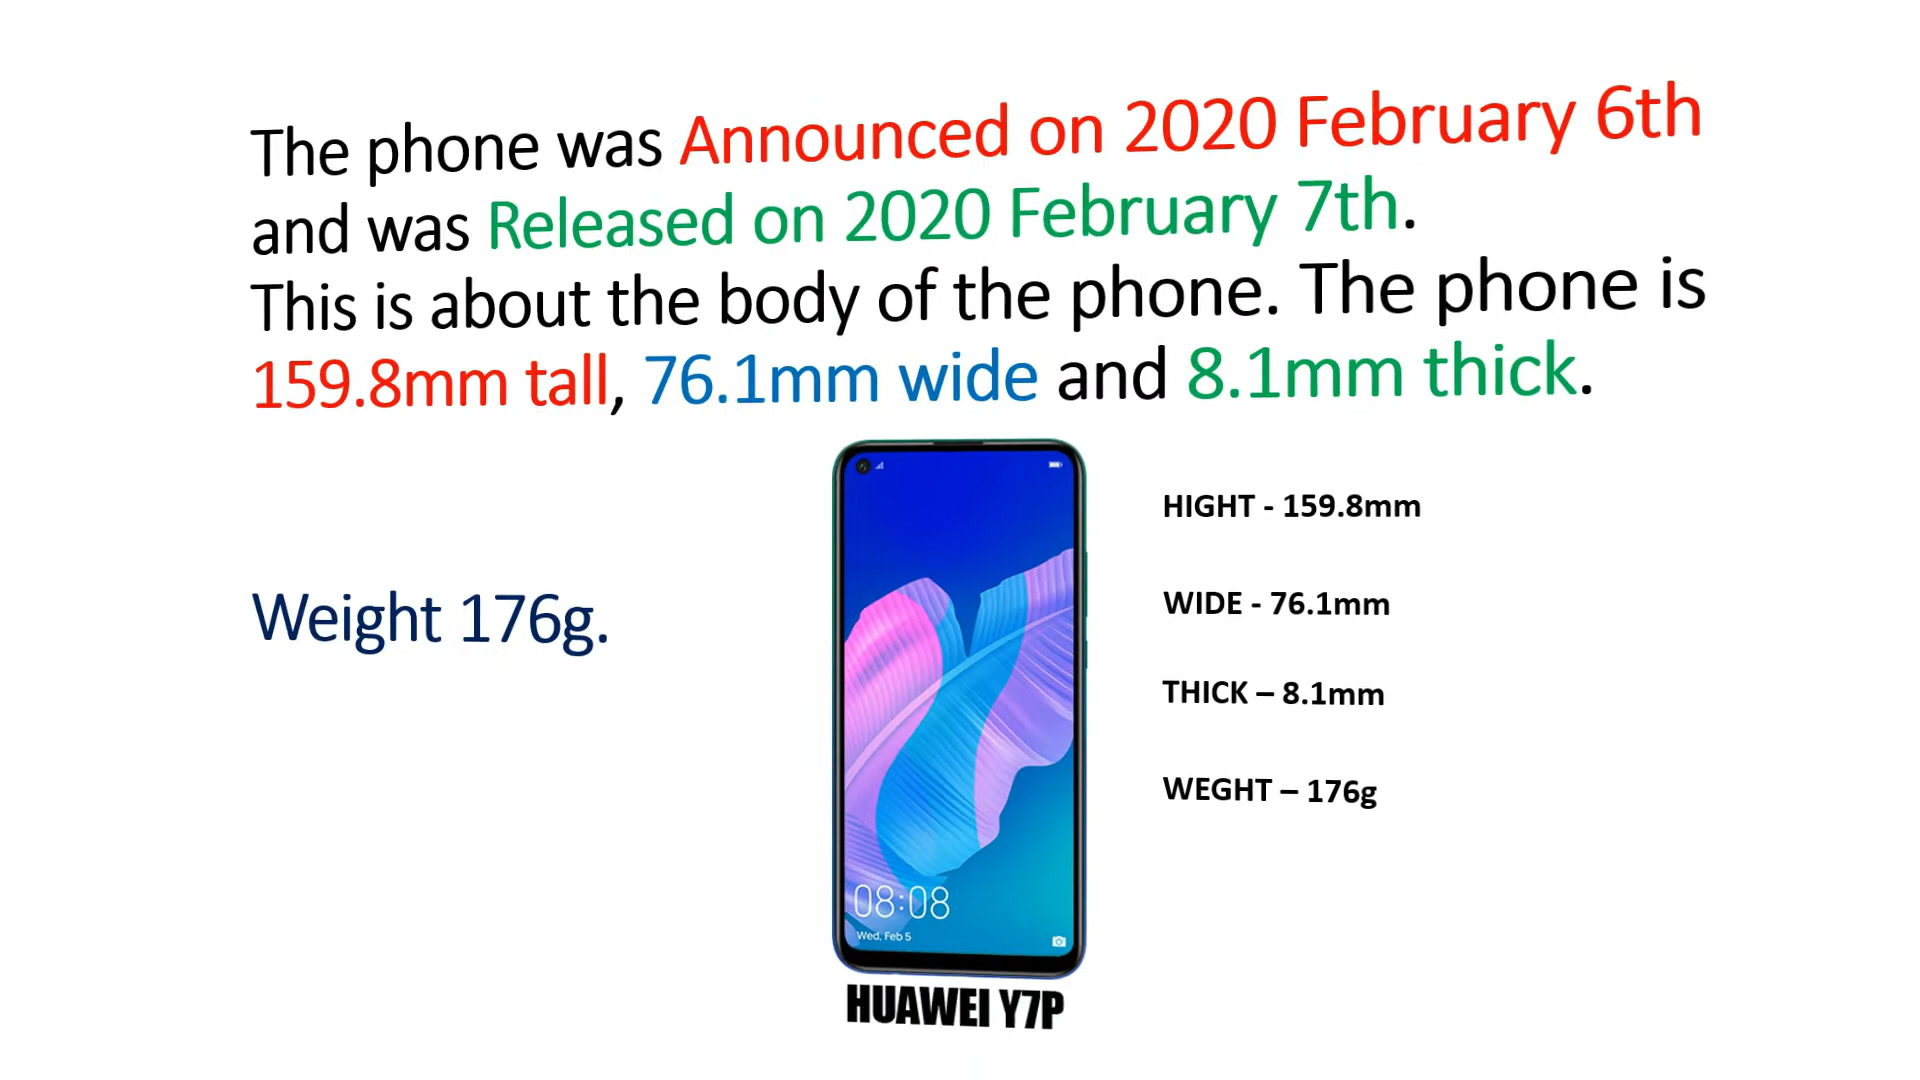 The phone was Announced on 2020 February 6th
and was Released on 2020 February 7th.
This is about the body of the phone. The phone is
159.8mm tall, 76.1mm wide and 8.1mm thick.
HIGHT - 159.8mm
WIDE - 76.1mm
Weight 176g.
THICK – 8.1mm
WEGHT – 176g
08:08
Wed, Feb 5
HUAWEI Y7P